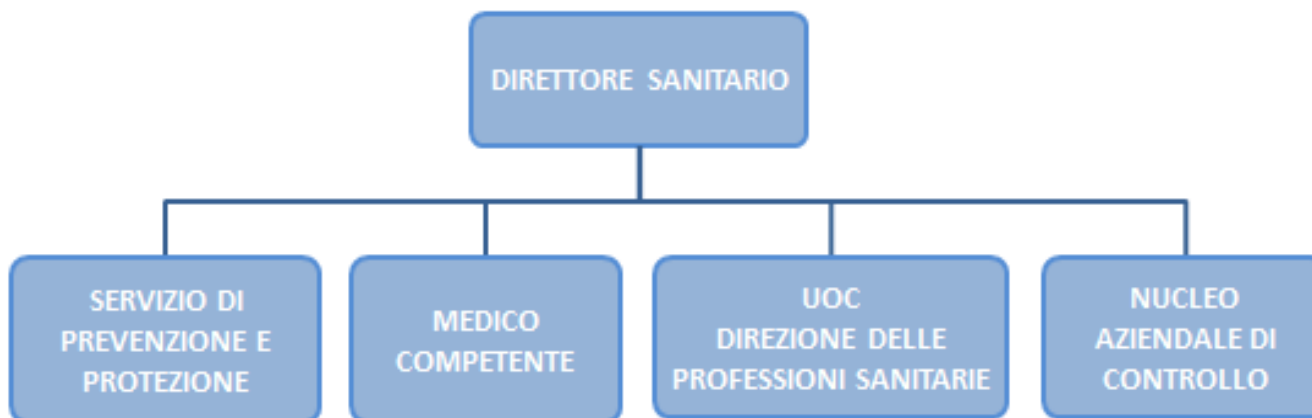 DIRETTORE SANITARIO
SERVIZIO DI
PREVENZIONE E
PROTEZIONE
MEDICO
COMPETENTE
UOC
DIREZIONE DELLE
PROFESSIONI SANITARIE
NUCLEO
AZIENDALE DI
CONTROLLO